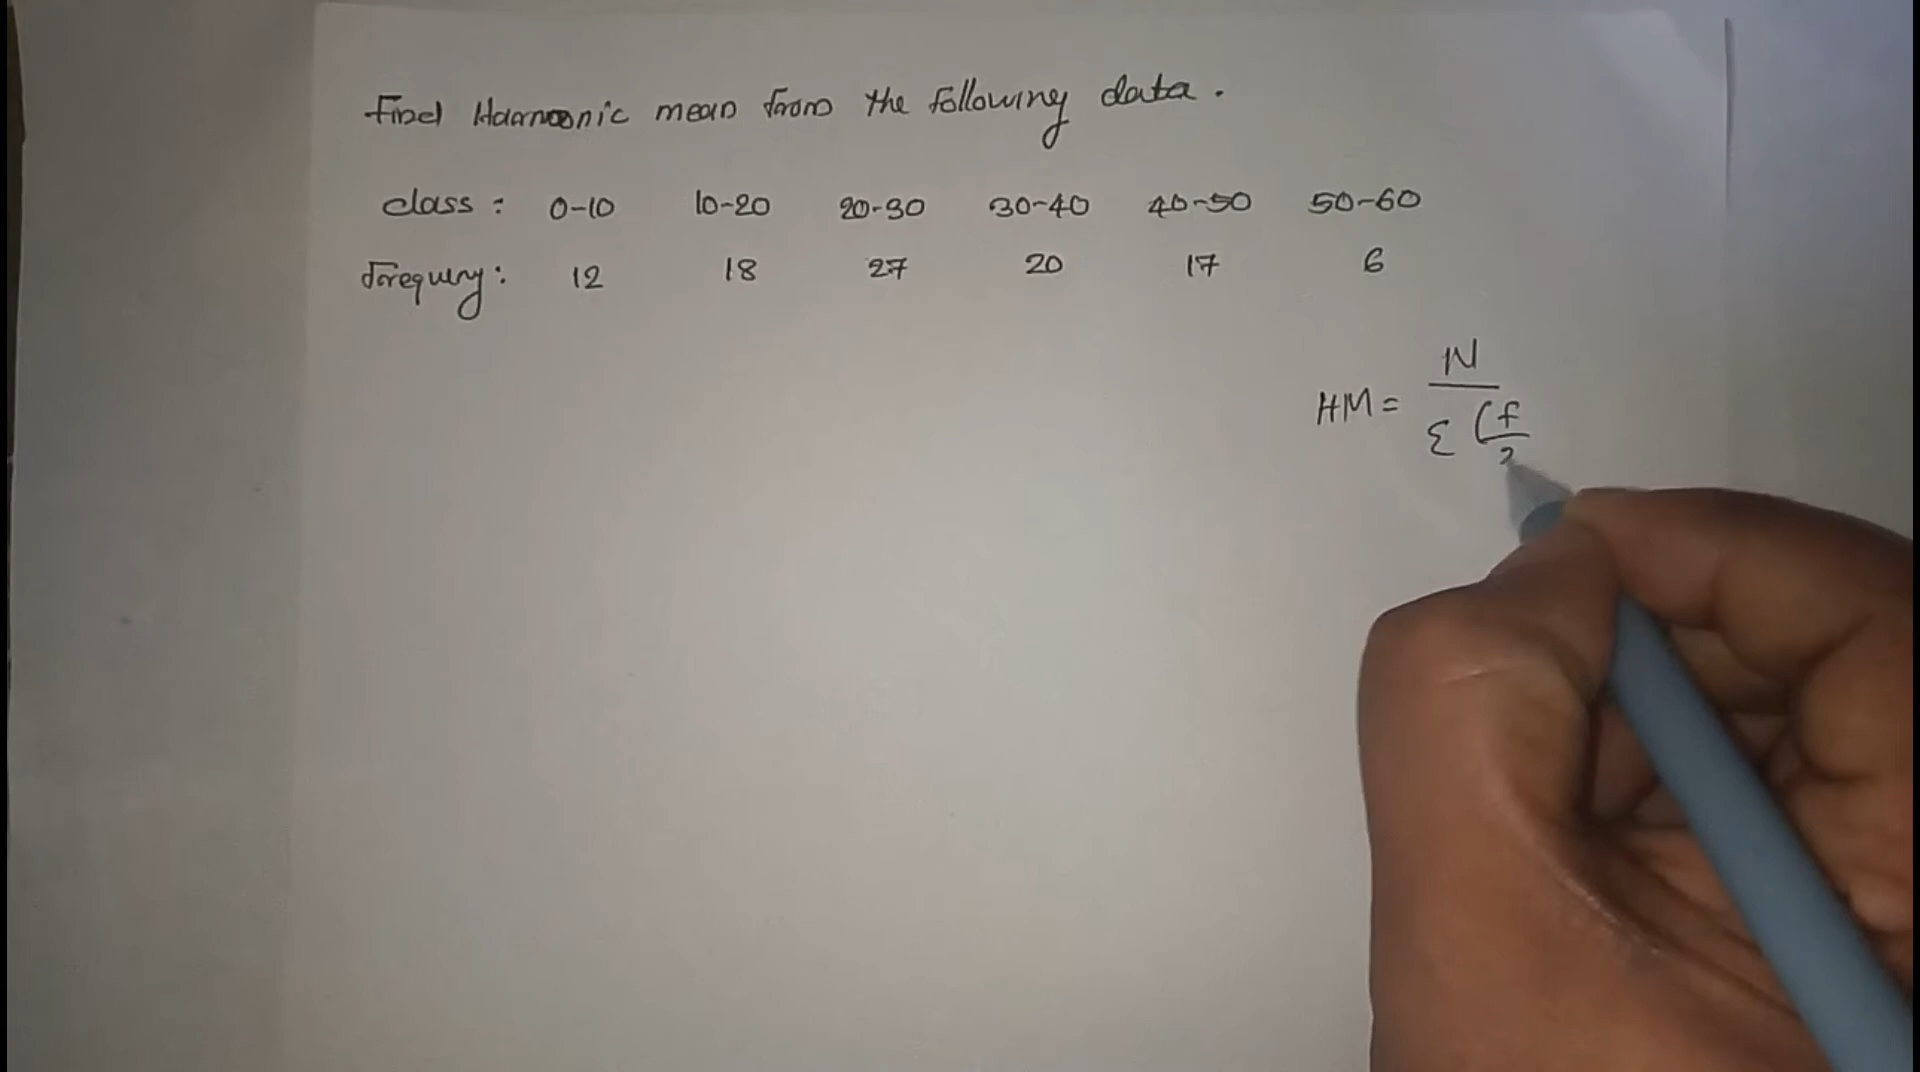 Find Harmonic mean from the following data.
class: 0-10 10-20 20-30 30-40 40-50 50-60
Frequency: 12 18 27 20 17 6
HM = N
Σ (f